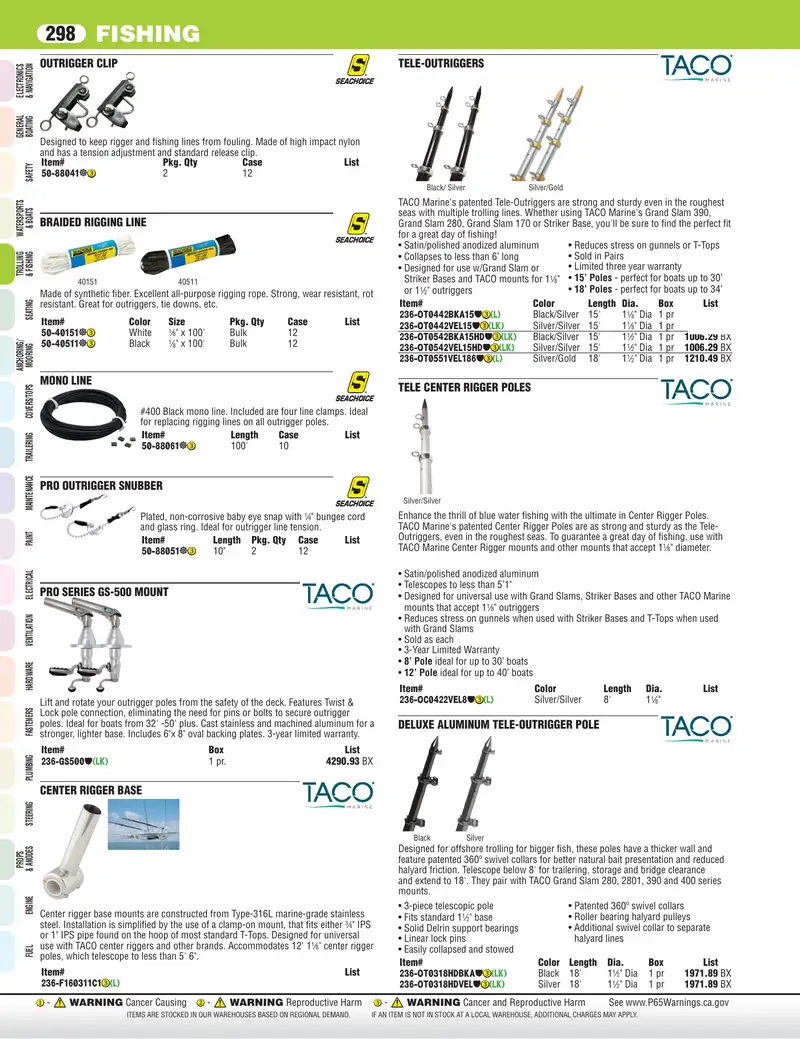 298 FISHING
ELECTRONICS & NAVIGATION
GENERAL BOATING
SAFETY
WATERSPORTS & BOATS
TROLLING & FISHING
SEATING
ANCHORING/ MOORING
COVERS/TOPS
TRAILERING
MAINTENANCE
PAINT
ELECTRICAL
VENTILATION
HARDWARE
FASTENERS
PLUMBING
STEERING
PROPS & ANODES
ENGINE
FUEL
OUTRIGGER CLIP
SEACHOICE
Designed to keep rigger and fishing lines from fouling. Made of high impact nylon
and has a tension adjustment and standard release clip.
Item# Pkg. Qty Case List
50-88041 3 2 12
BRAIDED RIGGING LINE
SEACHOICE
40151 40511
Made of synthetic fiber. Excellent all-purpose rigging rope. Strong, wear resistant, rot
resistant. Great for outriggers, tie downs, etc.
Item# Color Size Pkg. Qty Case List
50-40151 3 White ⅛" x 100' Bulk 12
50-40511 3 Black ⅛" x 100' Bulk 12
MONO LINE
SEACHOICE
#400 Black mono line. Included are four line clamps. Ideal
for replacing rigging lines on all outrigger poles.
Item# Length Case List
50-88061 3 100' 10
PRO OUTRIGGER SNUBBER
SEACHOICE
Plated, non-corrosive baby eye snap with ¼" bungee cord
and glass ring. Ideal for outrigger line tension.
Item# Length Pkg. Qty Case List
50-88051 3 10" 2 12
PRO SERIES GS-500 MOUNT
TACO MARINE
Lift and rotate your outrigger poles from the safety of the deck. Features Twist &
Lock pole connection, eliminating the need for pins or bolts to secure outrigger
poles. Ideal for boats from 32' -50' plus. Cast stainless and machined aluminum for a
stronger, lighter base. Includes 6"x 8" oval backing plates. 3-year limited warranty.
Item# Box List
236-GS500 (LK) 1 pr. 4290.93 BX
CENTER RIGGER BASE
TACO MARINE
Center rigger base mounts are constructed from Type-316L marine-grade stainless
steel. Installation is simplified by the use of a clamp-on mount, that fits either ¾" IPS
or 1" IPS pipe found on the hoop of most standard T-Tops. Designed for universal
use with TACO center riggers and other brands. Accommodates 12' 1⅛" center rigger
poles, which telescope to less than 5' 6".
Item# List
236-F160311C1 3 (L)
TELE-OUTRIGGERS
TACO MARINE
Black/ Silver Silver/Gold
TACO Marine's patented Tele-Outriggers are strong and sturdy even in the roughest
seas with multiple trolling lines. Whether using TACO Marine's Grand Slam 390,
Grand Slam 280, Grand Slam 170 or Striker Base, you'll be sure to find the perfect fit
for a great day of fishing!
• Satin/polished anodized aluminum
• Collapses to less than 6' long
• Designed for use w/Grand Slam or
Striker Bases and TACO mounts for 1⅛"
or 1½" outriggers
• Reduces stress on gunnels or T-Tops
• Sold in Pairs
• Limited three year warranty
• 15' Poles - perfect for boats up to 30'
• 18' Poles - perfect for boats up to 34'
Item# Color Length Dia. Box List
236-OT0442BKA15 3 (L) Black/Silver 15' 1⅛" Dia 1 pr
236-OT0442VEL15 3 (LK) Silver/Silver 15' 1⅛" Dia 1 pr
236-OT0542BKA15HD 3 (LK) Black/Silver 15' 1½" Dia 1 pr 1006.29 BX
236-OT0542VEL15HD 3 (LK) Silver/Silver 15' 1½" Dia 1 pr 1006.29 BX
236-OT0551VEL186 3 (L) Silver/Gold 18' 1½" Dia 1 pr 1210.49 BX
TELE CENTER RIGGER POLES
TACO MARINE
Silver/Silver
Enhance the thrill of blue water fishing with the ultimate in Center Rigger Poles.
TACO Marine's patented Center Rigger Poles are as strong and sturdy as the Tele-
Outriggers, even in the roughest seas. To guarantee a great day of fishing, use with
TACO Marine Center Rigger mounts and other mounts that accept 1⅛" diameter.
• Satin/polished anodized aluminum
• Telescopes to less than 5'1"
• Designed for universal use with Grand Slams, Striker Bases and other TACO Marine
mounts that accept 1⅛" outriggers
• Reduces stress on gunnels when used with Striker Bases and T-Tops when used
with Grand Slams
• Sold as each
• 3-Year Limited Warranty
• 8' Pole ideal for up to 30' boats
• 12' Pole ideal for up to 40' boats
Item# Color Length Dia. List
236-OC0422VEL8 3 (L) Silver/Silver 8' 1⅛"
DELUXE ALUMINUM TELE-OUTRIGGER POLE
TACO MARINE
Black Silver
Designed for offshore trolling for bigger fish, these poles have a thicker wall and
feature patented 360º swivel collars for better natural bait presentation and reduced
halyard friction. Telescope below 8' for trailering, storage and bridge clearance
and extend to 18'. They pair with TACO Grand Slam 280, 2801, 390 and 400 series
mounts.
• 3-piece telescopic pole
• Fits standard 1½" base
• Solid Delrin support bearings
• Linear lock pins
• Easily collapsed and stowed
• Patented 360º swivel collars
• Roller bearing halyard pulleys
• Additional swivel collar to separate
halyard lines
Item# Color Length Dia. Box List
236-OT0318HDBKA 3 (LK) Black 18' 1½" Dia 1 pr 1971.89 BX
236-OT0318HDVEL 3 (LK) Silver 18' 1½" Dia 1 pr 1971.89 BX
1 - WARNING Cancer Causing 2 - WARNING Reproductive Harm 3 - WARNING Cancer and Reproductive Harm See www.P65Warnings.ca.gov
ITEMS ARE STOCKED IN OUR WAREHOUSES BASED ON REGIONAL DEMAND. IF AN ITEM IS NOT IN STOCK AT A LOCAL WAREHOUSE, ADDITIONAL CHARGES MAY APPLY.